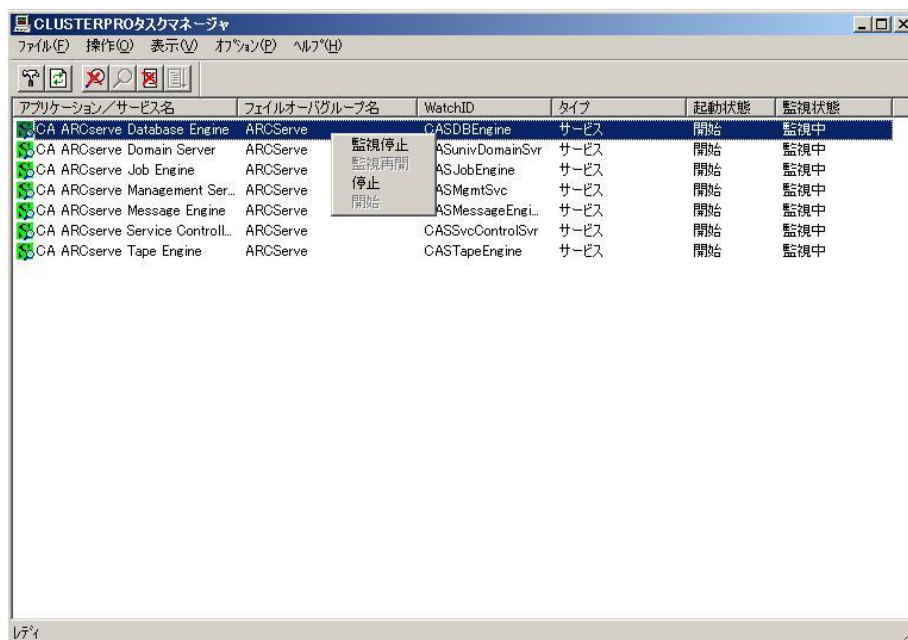 CLUSTERPROタスクマネージャ
ファイル(F) 操作(O) 表示(V) オプション(P) ヘルプ(H)
アプリケーション/サービス名 フェイルオーバグループ名 WatchID タイプ 起動状態 監視状態
CA ARCserve Database Engine ARCServe CASDBEngine サービス 開始 監視中
CA ARCserve Domain Server ARCServe ASunivDomainSvr サービス 開始 監視中
CA ARCserve Job Engine ARCServe ASJobEngine サービス 開始 監視中
CA ARCserve Management Ser... ARCServe ASMgmtSvc サービス 開始 監視中
CA ARCserve Message Engine ARCServe ASMessageEngi... サービス 開始 監視中
CA ARCserve Service Controll... ARCServe CASSvcControlSvr サービス 開始 監視中
CA ARCserve Tape Engine ARCServe CASTapeEngine サービス 開始 監視中
監視停止
監視再開
停止
開始
レディ